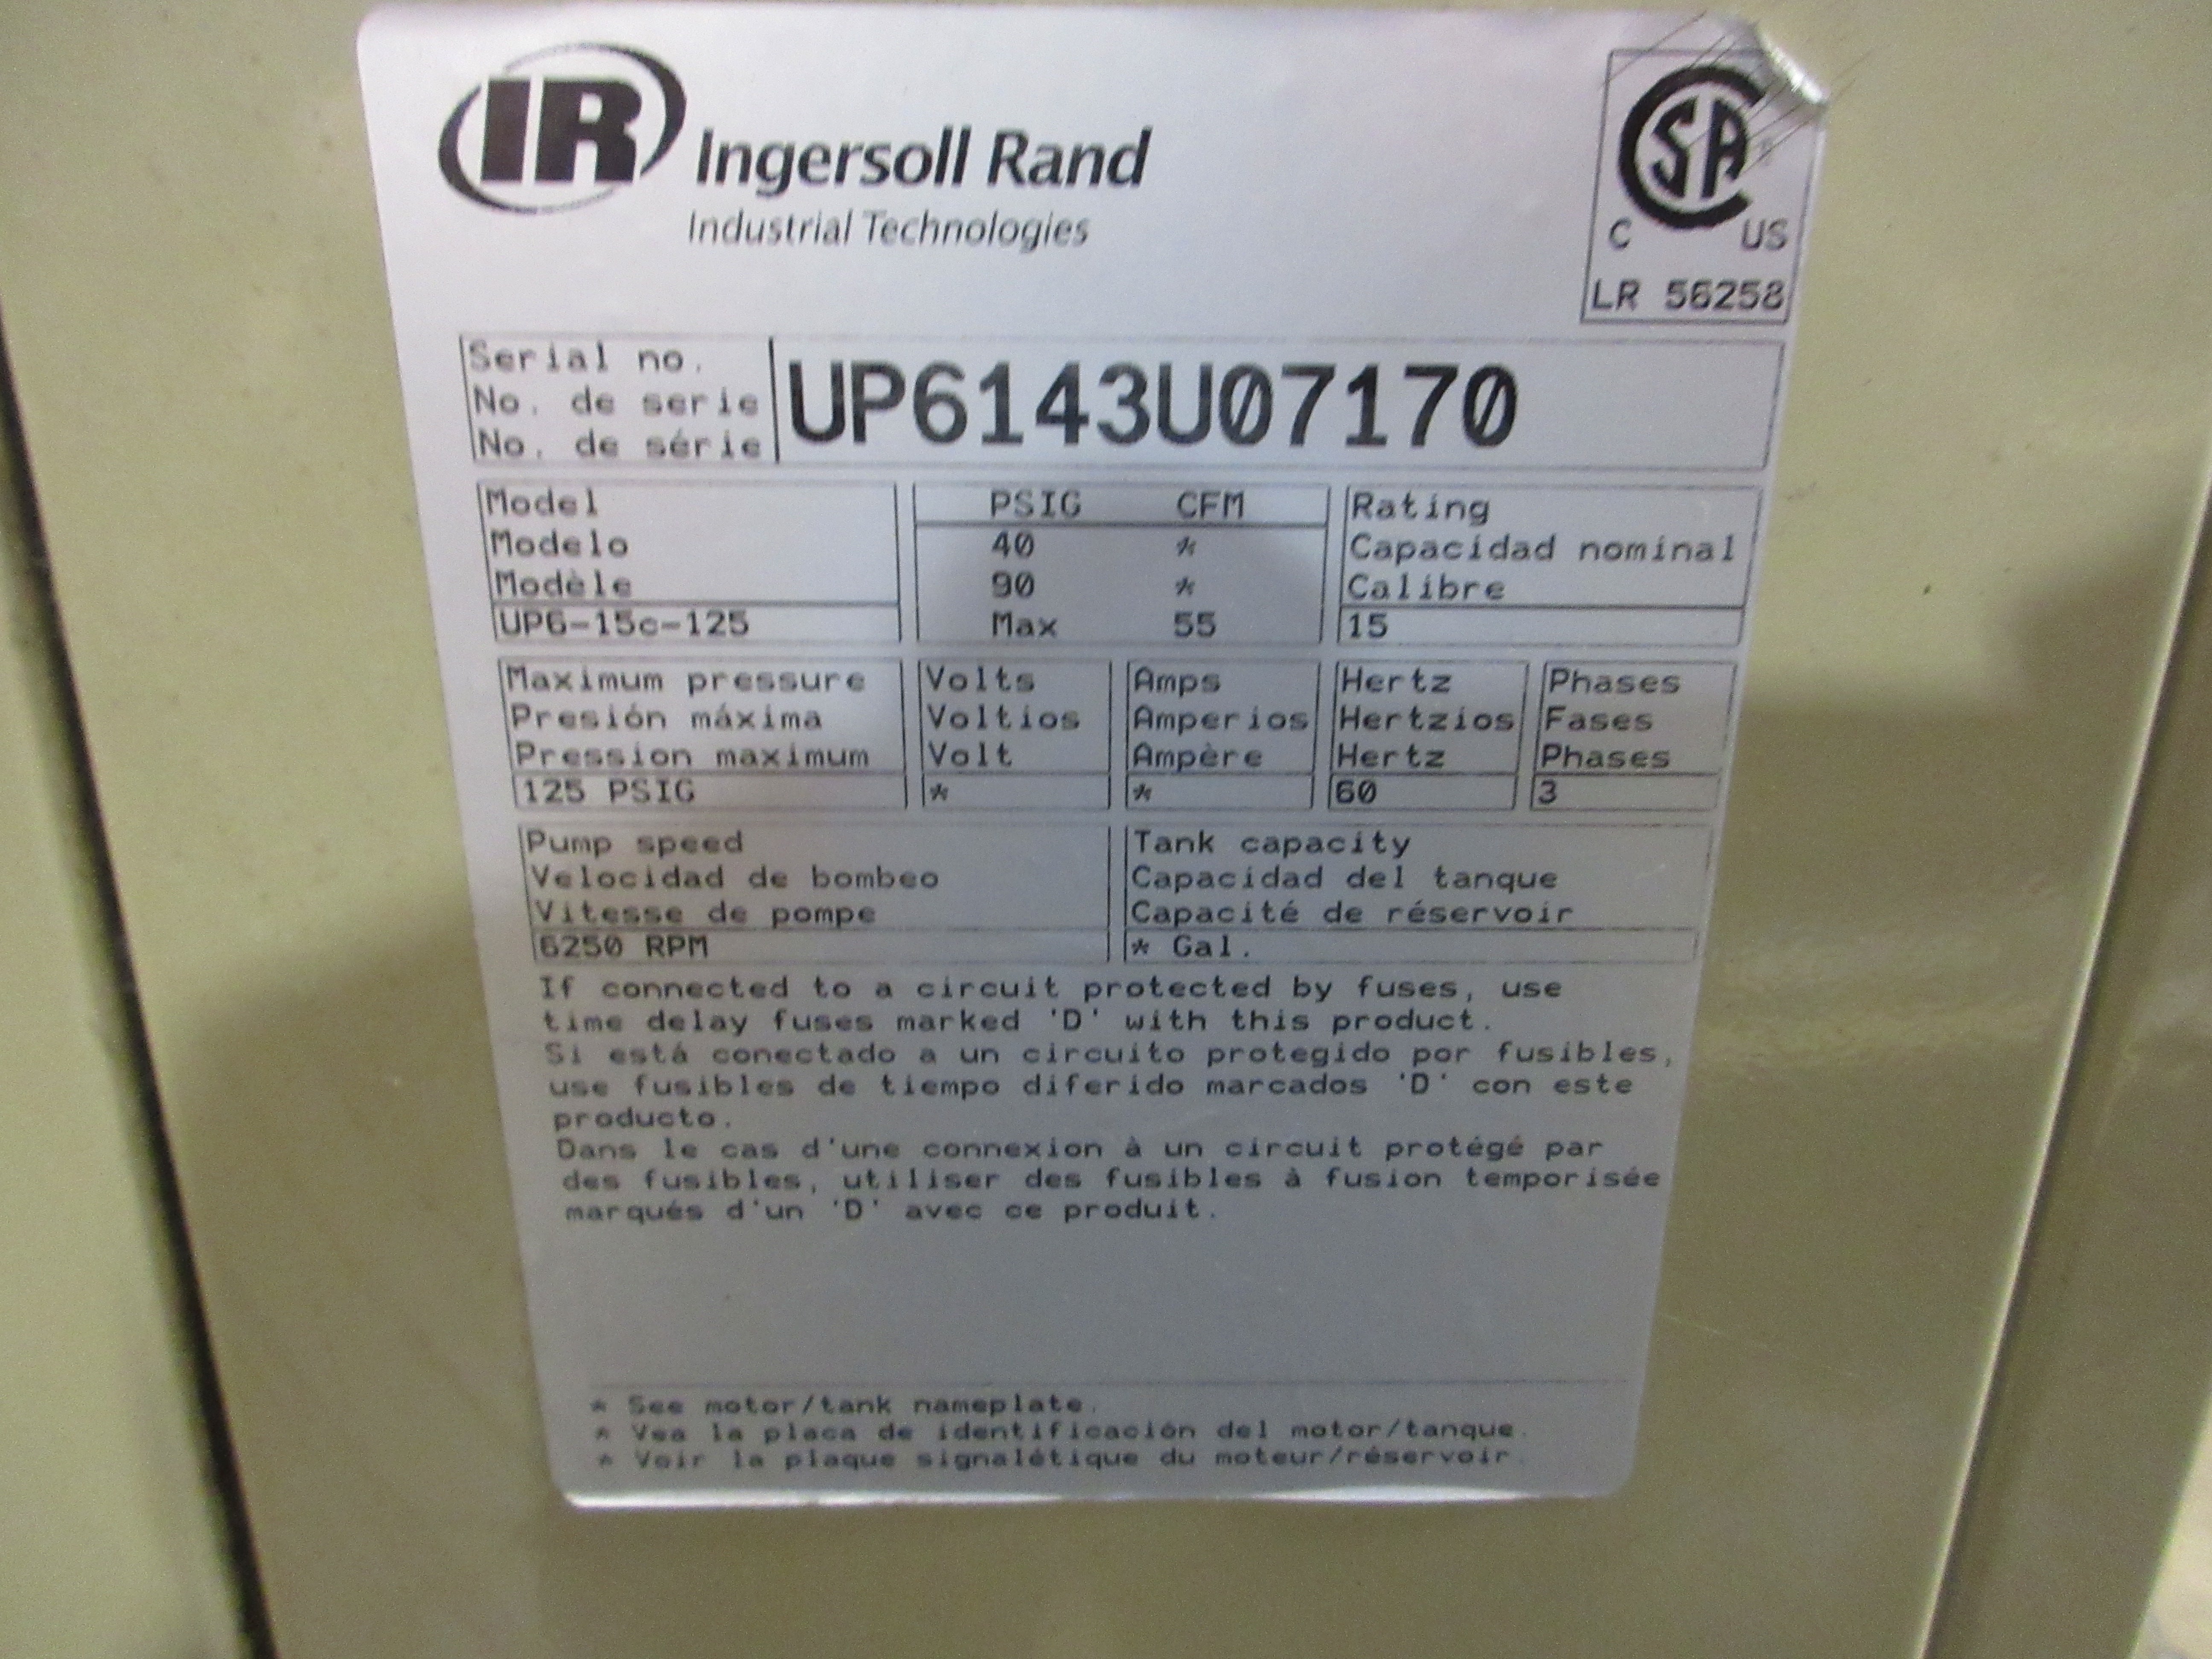 IR Ingersoll Rand
Industrial Technologies
CSA ®
C US
LR 56258
Serial no.
No. de serie
No. de série
UP6143U07170
Model
Modelo
Modèle
UP6-15c-125
PSIG CFM
40 *
90 *
Max 55
Rating
Capacidad nominal
Calibre
15
Maximum pressure
Presión máxima
Pression maximum
125 PSIG
Volts
Voltios
Volt
*
Amps
Amperios
Ampère
*
Hertz
Hertzios
Hertz
60
Phases
Fases
Phases
3
Pump speed
Velocidad de bombeo
Vitesse de pompe
6250 RPM
Tank capacity
Capacidad del tanque
Capacité de réservoir
* Gal.
If connected to a circuit protected by fuses, use
time delay fuses marked 'D' with this product.
Si está conectado a un circuito protegido por fusibles,
use fusibles de tiempo diferido marcados 'D' con este
producto.
Dans le cas d'une connexion à un circuit protégé par
des fusibles, utiliser des fusibles à fusion temporisée
marqués d'un 'D' avec ce produit.
* See motor/tank nameplate.
* Vea la placa de identificación del motor/tanque.
* Voir la plaque signalétique du moteur/réservoir.